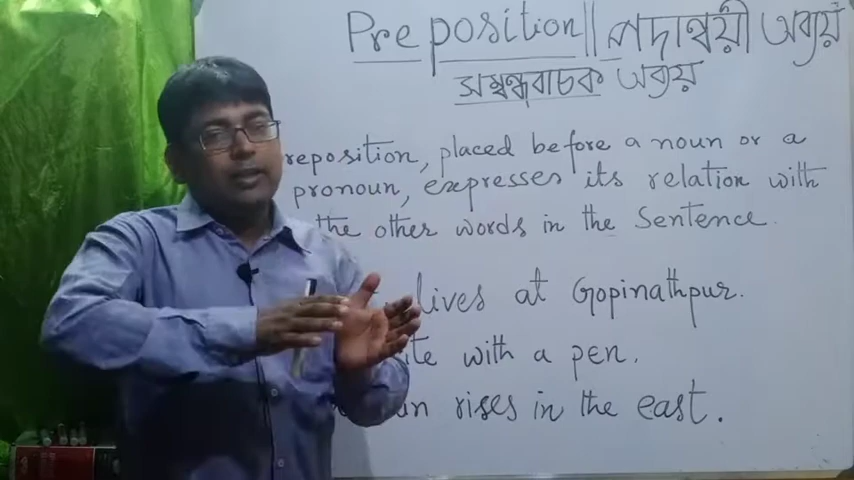 Preposition || পদান্বয়ী অব্যয়
সম্বন্ধবাচক অব্যয়
reposition, placed before a noun or a
pronoun, expresses its relation with
the other words in the Sentence.
lives at Gopinathpur.
with a pen.
rises in the east.